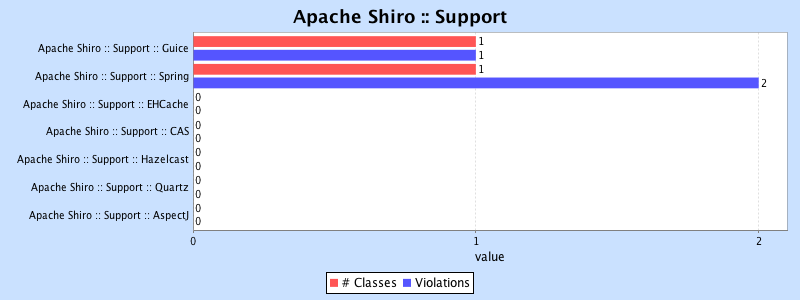 Apache Shiro :: Support
Apache Shiro :: Support :: Guice
1
1
Apache Shiro :: Support :: Spring
1
2
Apache Shiro :: Support :: EHCache
0
0
Apache Shiro :: Support :: CAS
0
0
Apache Shiro :: Support :: Hazelcast
0
0
Apache Shiro :: Support :: Quartz
0
0
Apache Shiro :: Support :: AspectJ
0
0
0 1 2
value
# Classes Violations